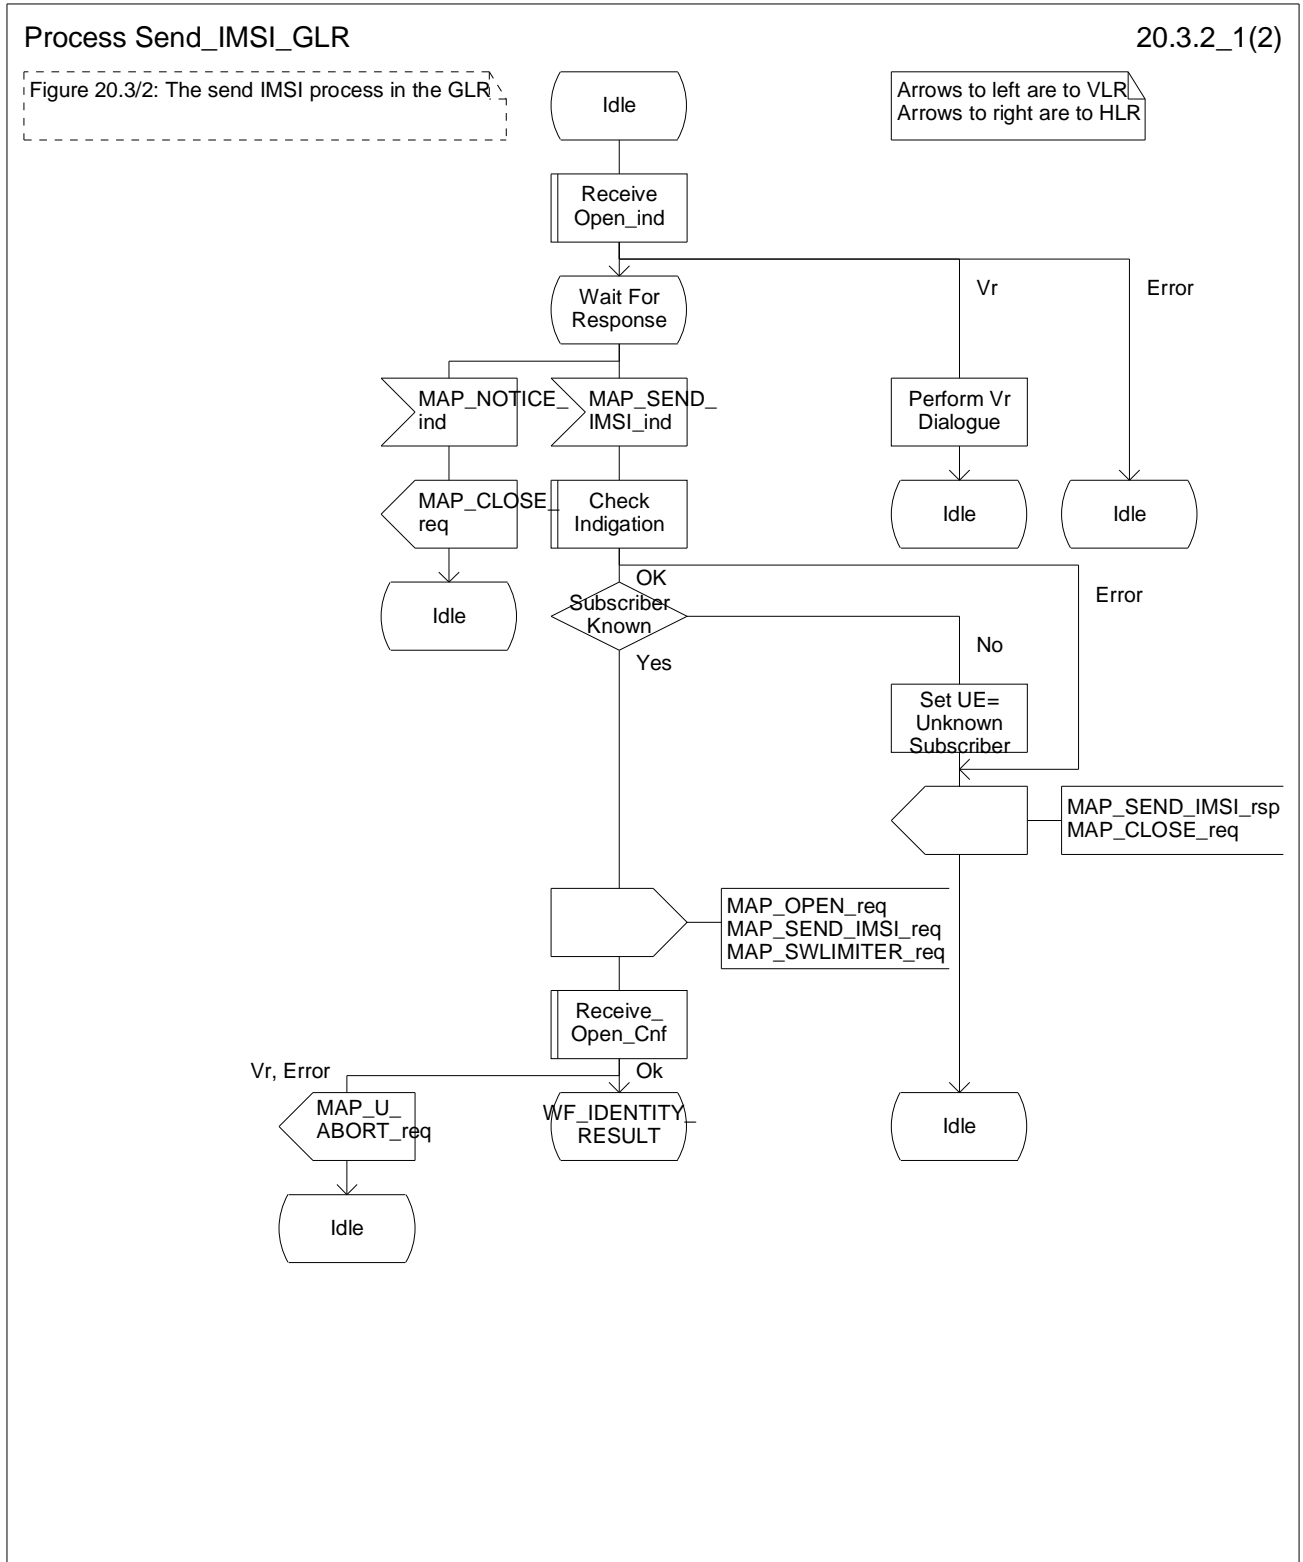 Process Send_IMSI_GLR
20.3.2_1(2)
Figure 20.3/2: The send IMSI process in the GLR
Idle
Arrows to left are to VLR
Arrows to right are to HLR
Receive
Open_ind
Vr
Error
Wait For
Response
MAP_NOTICE_
ind
MAP_SEND_
IMSI_ind
Perform Vr
Dialogue
MAP_CLOSE_
req
Check
Indigation
Idle
Idle
OK
Error
Idle
Subscriber
Known
No
Yes
Set UE=
Unknown
Subscriber
MAP_SEND_IMSI_rsp
MAP_CLOSE_req
MAP_OPEN_req
MAP_SEND_IMSI_req
MAP_SWLIMITER_req
Receive_
Open_Cnf
Vr, Error
Ok
MAP_U_
ABORT_req
WF_IDENTITY_
RESULT
Idle
Idle